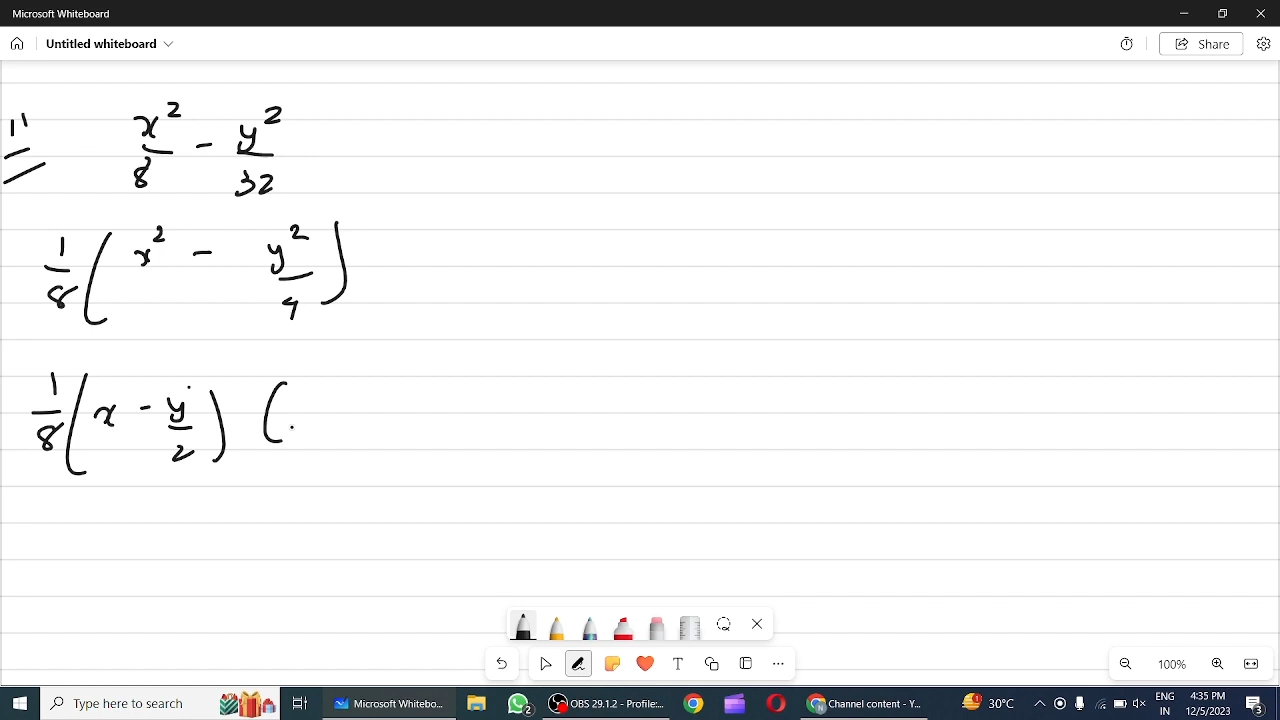 Microsoft Whiteboard
Untitled whiteboard
Share
11 x²/8 - y²/32
1/8 ( x² - y²/4 )
1/8 ( x - y/2 ) (
100%
Type here to search
Microsoft Whitebo...
2
OBS 29.1.2 - Profile:...
Channel content - Y...
30°C
ENG
IN
4:35 PM
12/5/2023